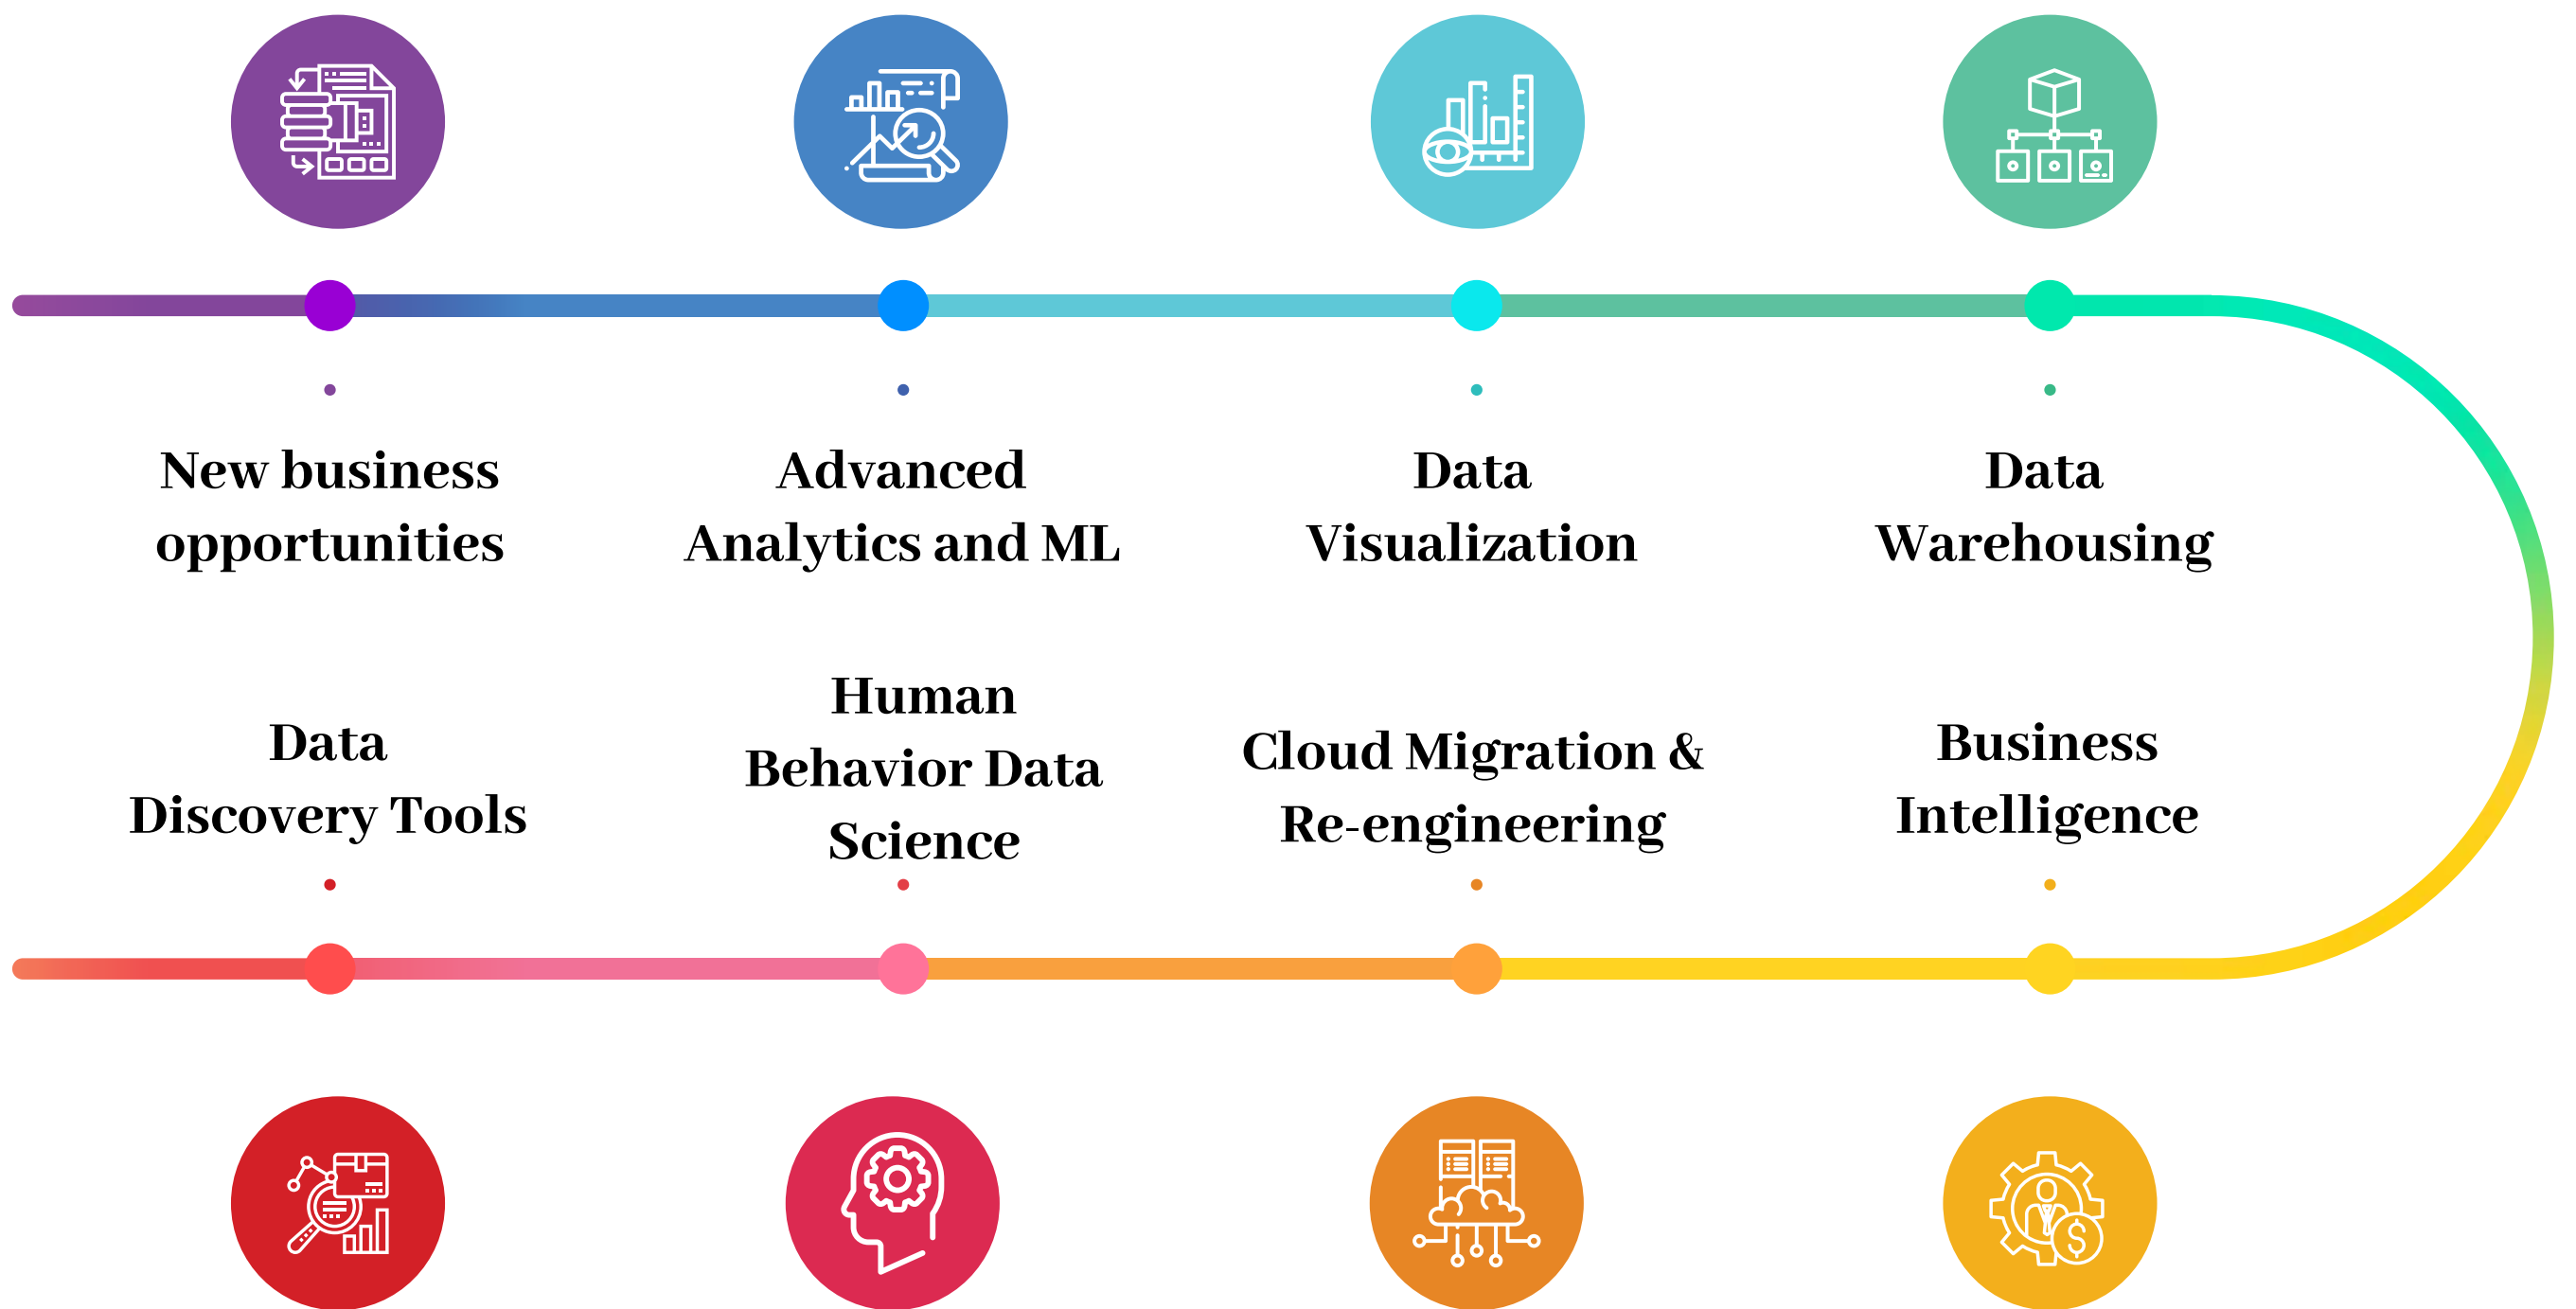 New business
opportunities
Advanced
Analytics and ML
Data
Visualization
Data
Warehousing
Data
Discovery Tools
Human
Behavior Data
Science
Cloud Migration &
Re-engineering
Business
Intelligence
$